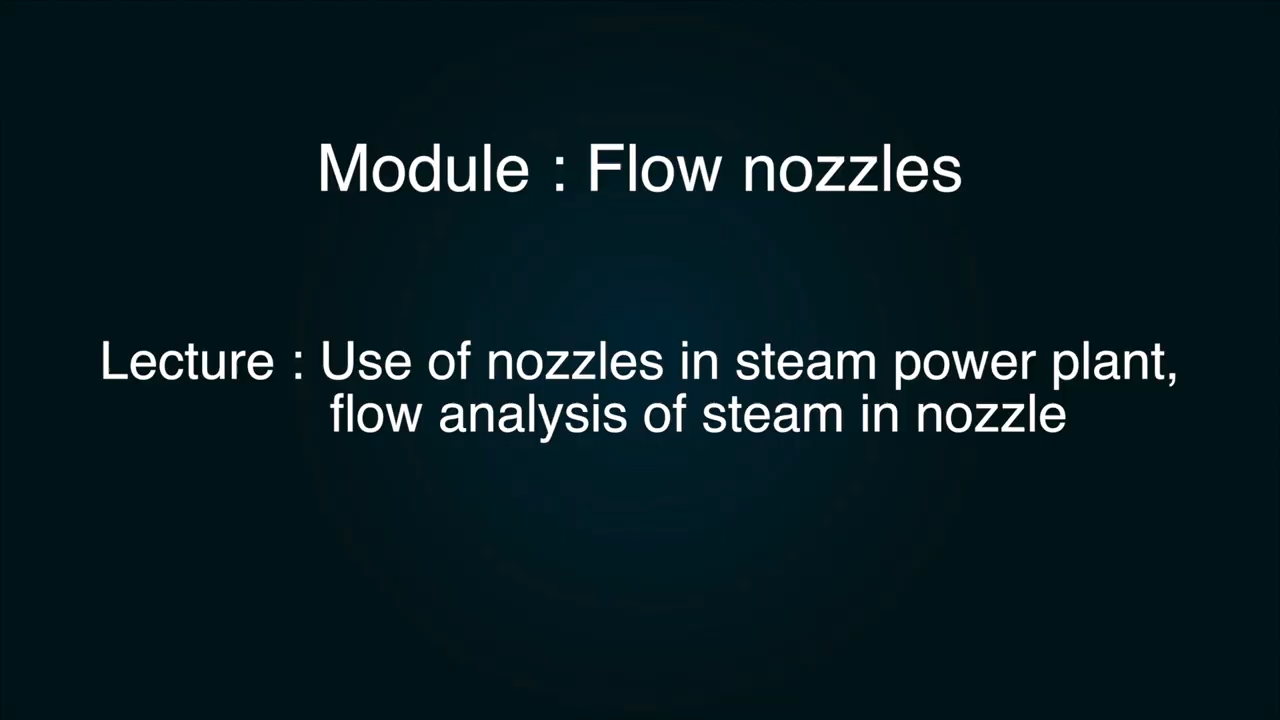 Module : Flow nozzles
Lecture : Use of nozzles in steam power plant,
flow analysis of steam in nozzle